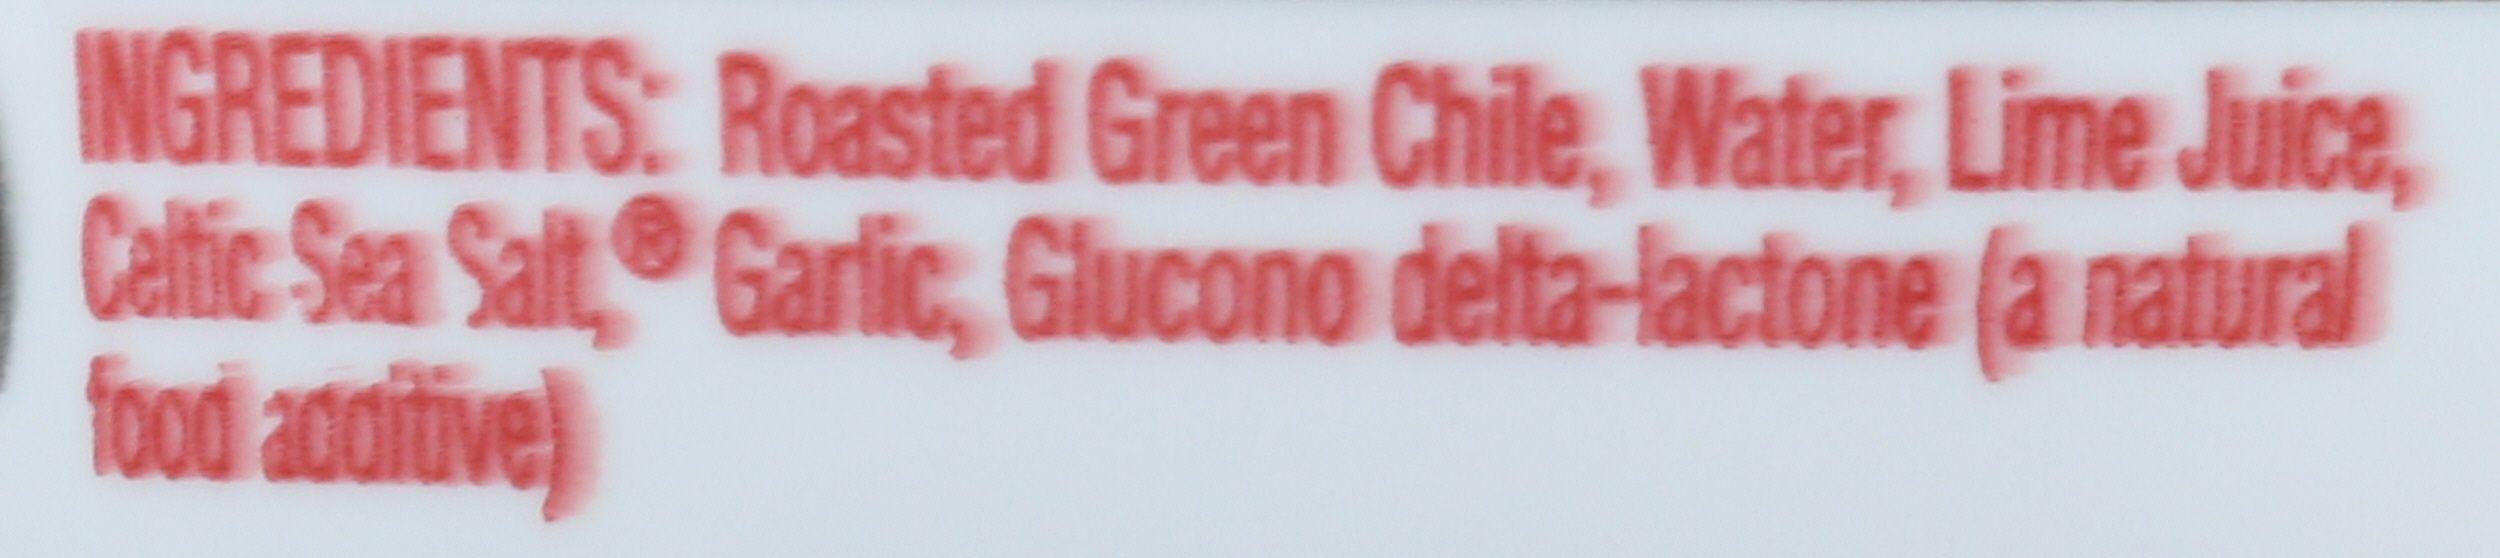 INGREDIENTS: Roasted Green Chile, Water, Lime Juice,
Celtic Sea Salt,® Garlic, Glucono delta-lactone (a natural
food additive)